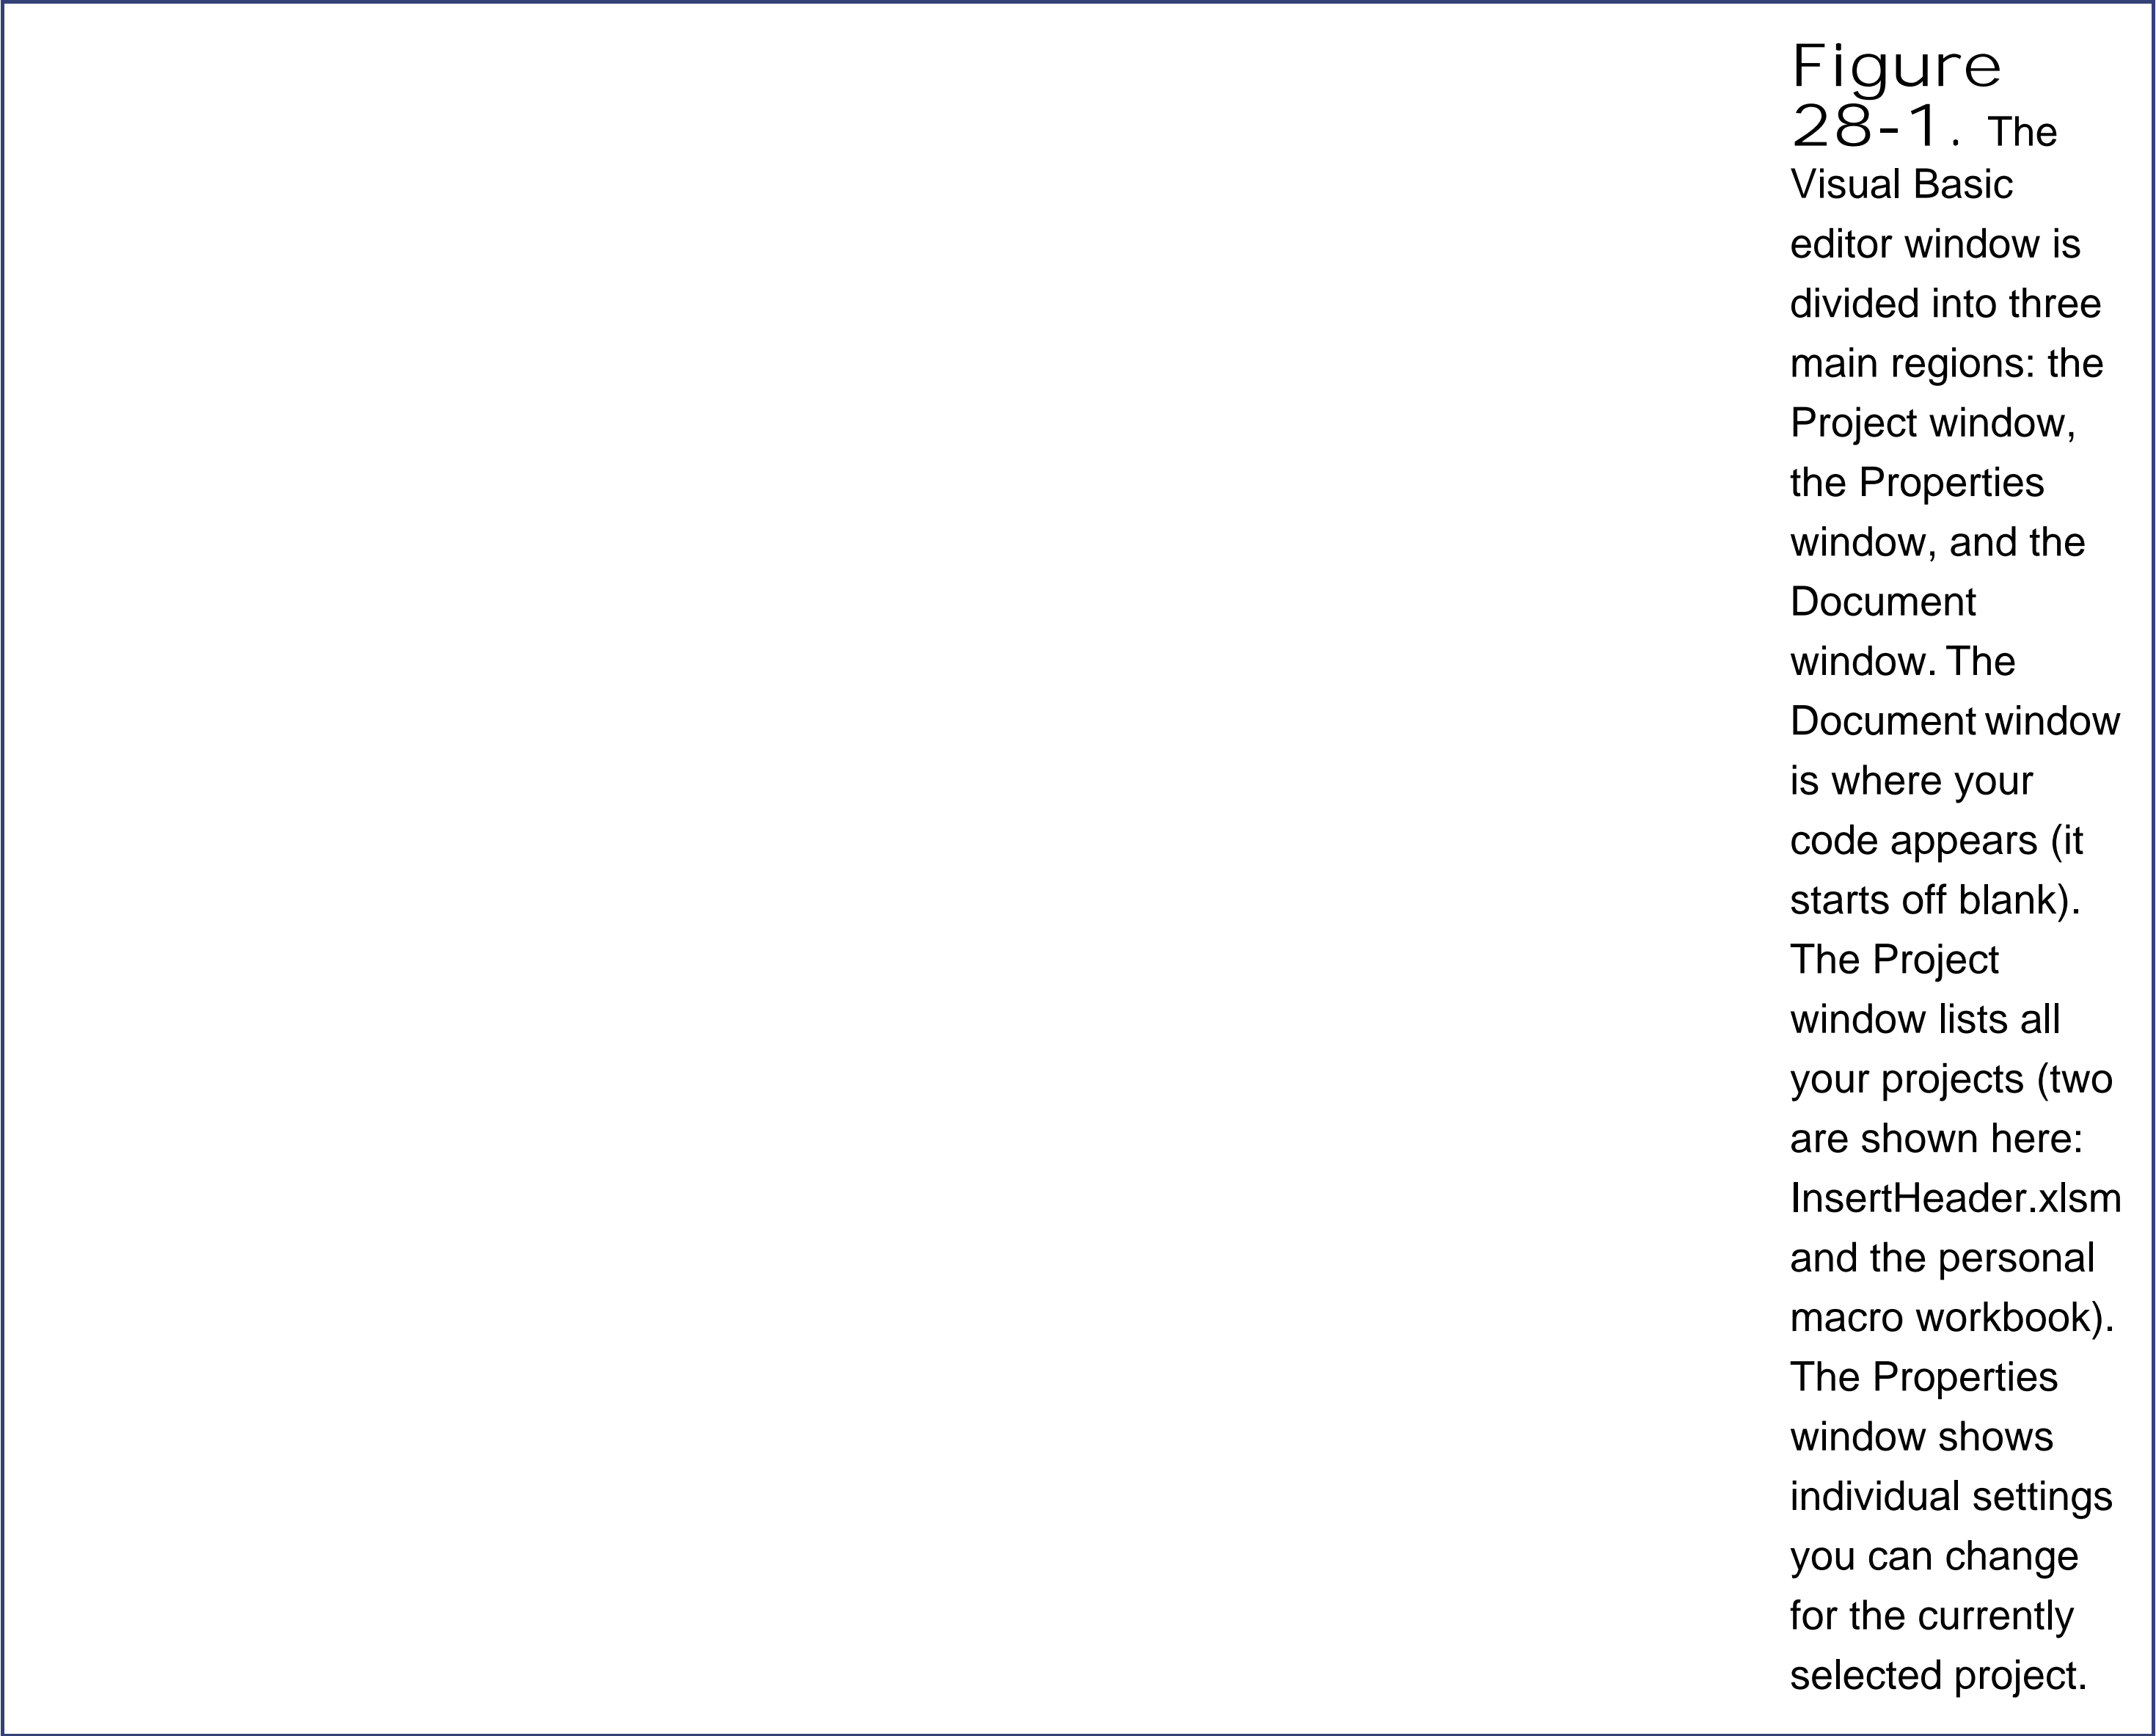 Figure
28-1. The
Visual Basic
editor window is
divided into three
main regions: the
Project window,
the Properties
window, and the
Document
window. The
Document window
is where your
code appears (it
starts off blank).
The Project
window lists all
your projects (two
are shown here:
InsertHeader.xlsm
and the personal
macro workbook).
The Properties
window shows
individual settings
you can change
for the currently
selected project.